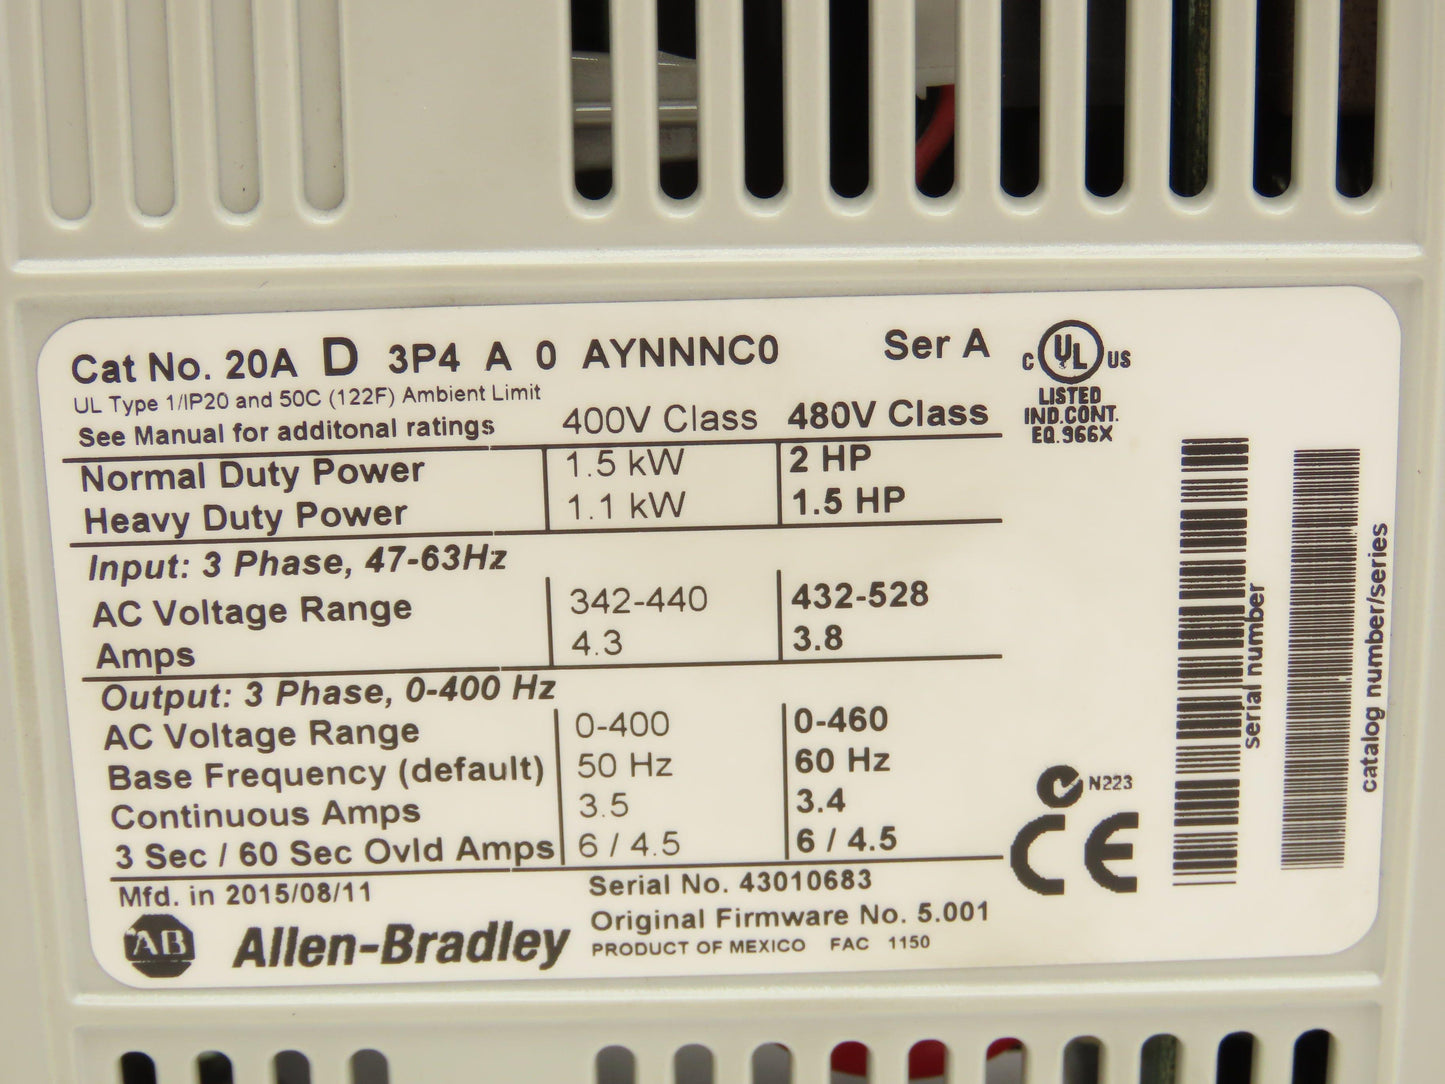 Cat No. 20A D 3P4 A 0 AYNNNC0 Ser A
UL Type 1/IP20 and 50C (122F) Ambient Limit
See Manual for additonal ratings 400V Class 480V Class
Normal Duty Power 1.5 kW 2 HP
Heavy Duty Power 1.1 kW 1.5 HP
Input: 3 Phase, 47-63Hz
AC Voltage Range 342-440 432-528
Amps 4.3 3.8
Output: 3 Phase, 0-400 Hz
AC Voltage Range 0-400 0-460
Base Frequency (default) 50 Hz 60 Hz
Continuous Amps 3.5 3.4
3 Sec / 60 Sec Ovld Amps 6 / 4.5 6 / 4.5
Mfd. in 2015/08/11 Serial No. 43010683
Original Firmware No. 5.001
AB Allen-Bradley PRODUCT OF MEXICO FAC 1150
C UL US
LISTED
IND.CONT.
EQ.966X
N223
CE
serial number
catalog number/series